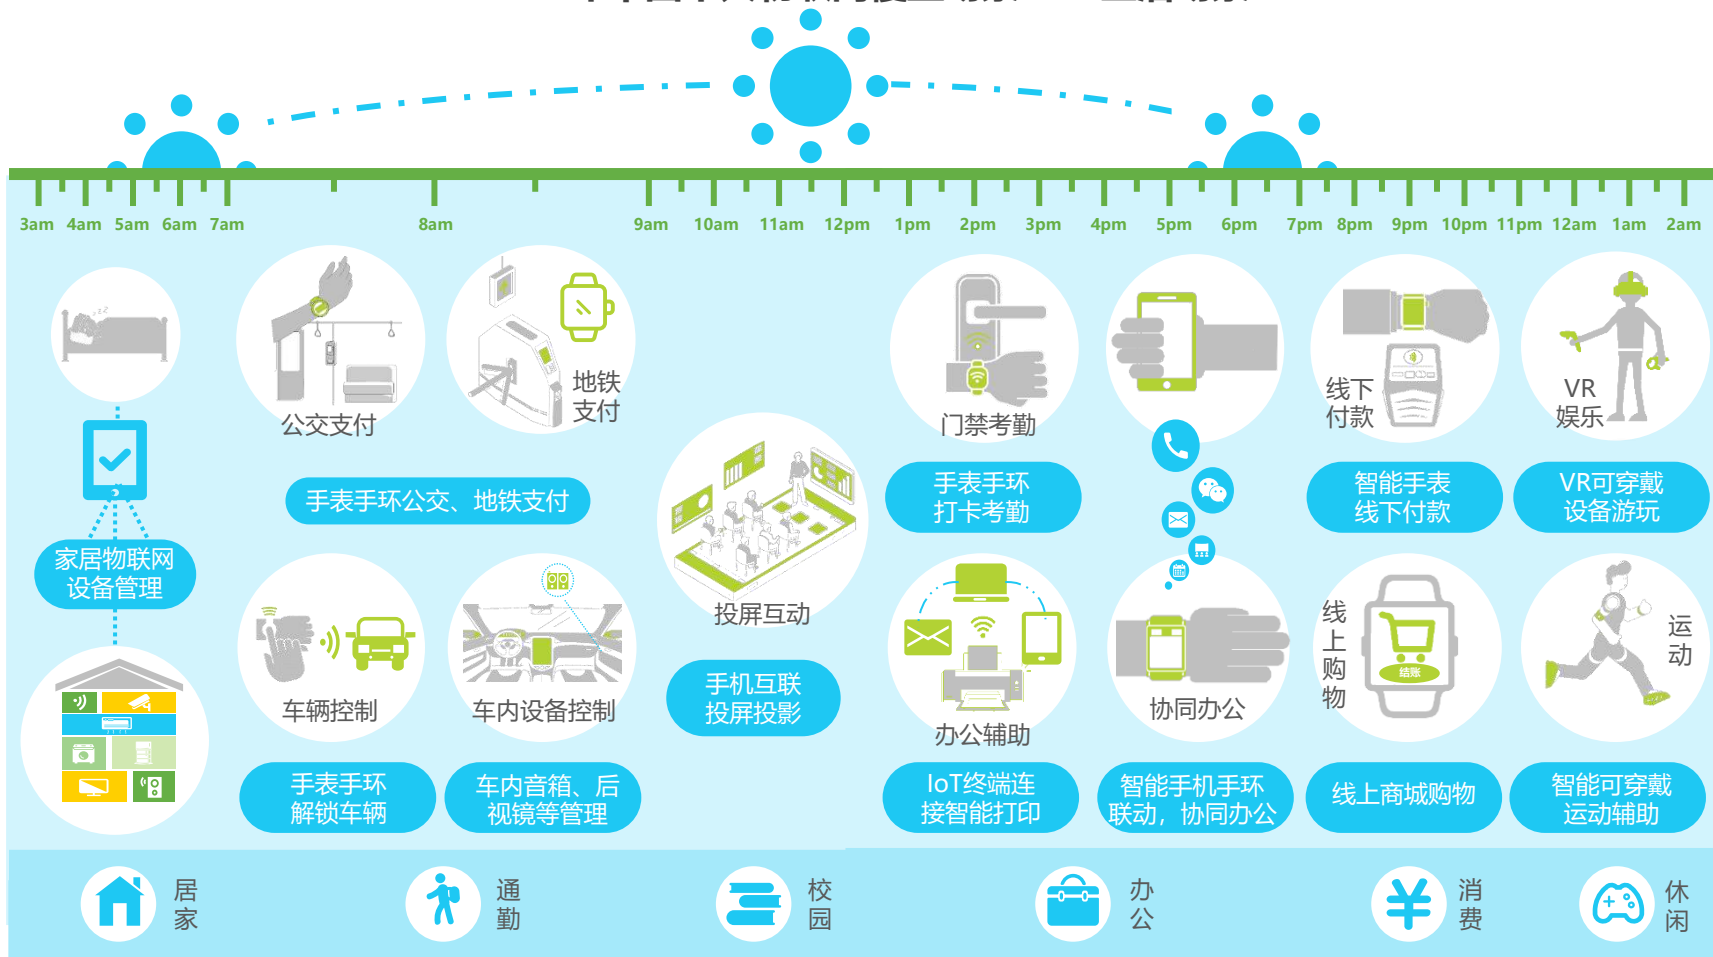 3am 4am 5am 6am 7am 8am 9am 10am 11am 12pm 1pm 2pm 3pm 4pm 5pm 6pm 7pm 8pm 9pm 10pm 11pm 12am 1am 2am
公交支付
地铁
支付
手表手环公交、地铁支付
家居物联网
设备管理
车辆控制
车内设备控制
手表手环
解锁车辆
车内音箱、后
视镜等管理
投屏互动
手机互联
投屏投影
门禁考勤
手表手环
打卡考勤
办公辅助
IoT终端连
接智能打印
协同办公
智能手机手环
联动，协同办公
线下
付款
智能手表
线下付款
线上购物
结账
线上商城购物
VR
娱乐
VR可穿戴
设备游玩
运动
智能可穿戴
运动辅助
居家
通勤
校园
办公
消费
休闲